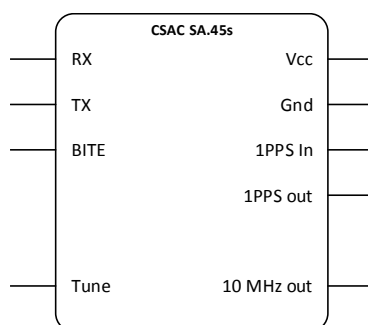 CSAC SA.45s
RX
Vcc
TX
Gnd
BITE
1PPS In
1PPS out
Tune
10 MHz out